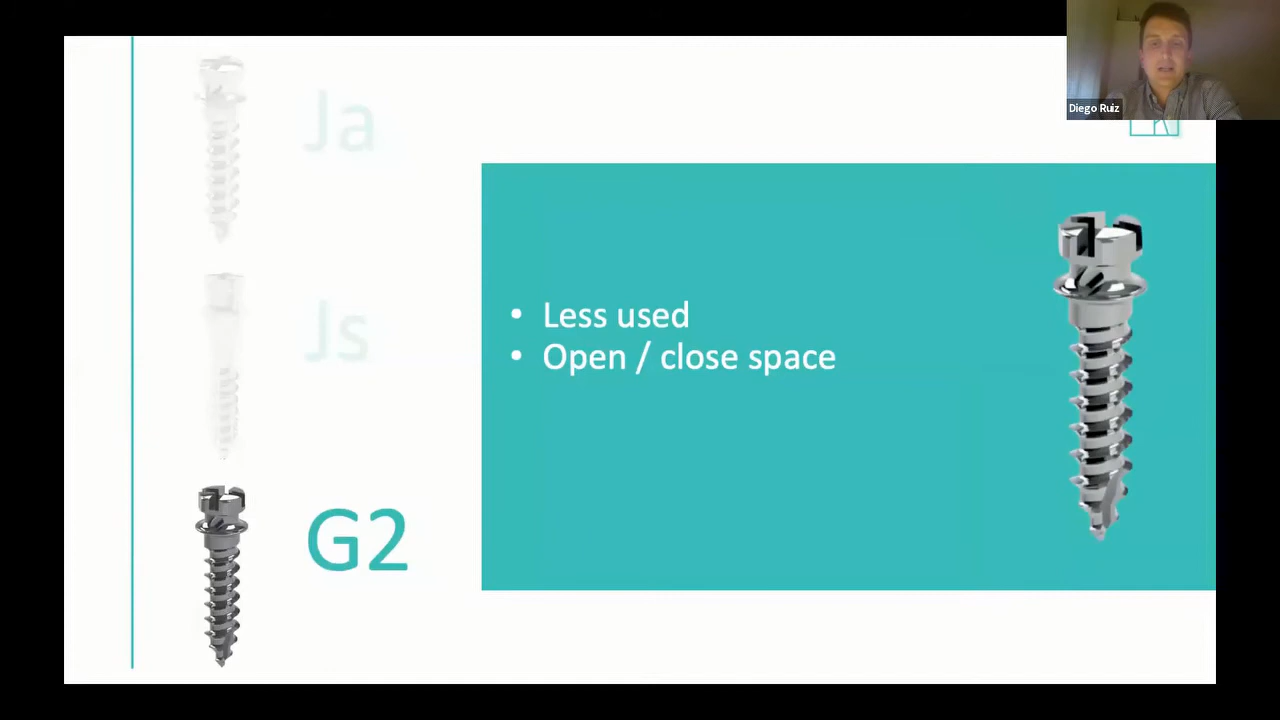 Ja
Js
G2
• Less used
• Open / close space
Diego Ruiz